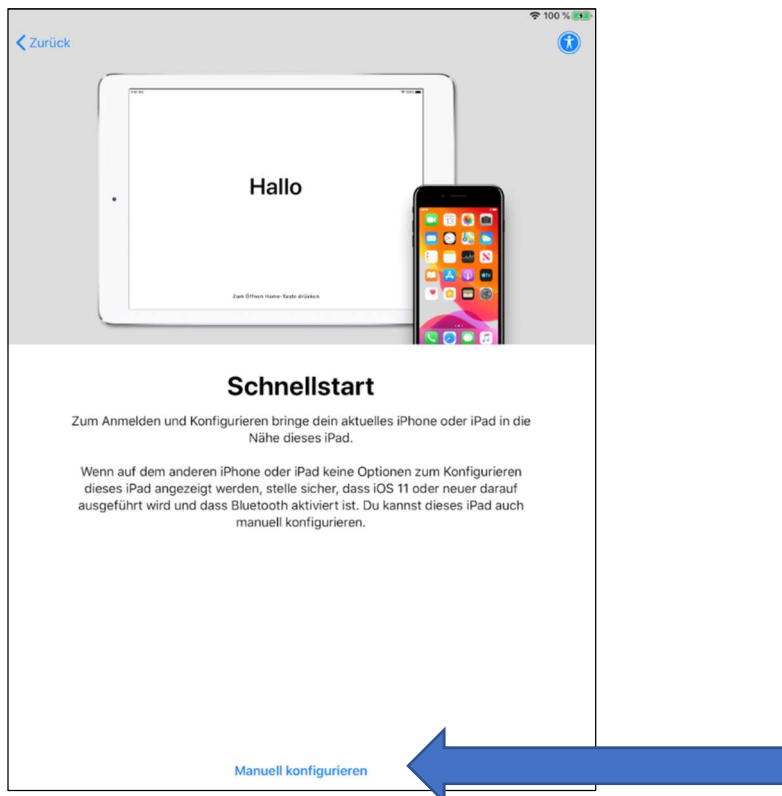 100 %
Zurück
Hallo
Zum Öffnen Home-Taste drücken
Schnellstart
Zum Anmelden und Konfigurieren bringe dein aktuelles iPhone oder iPad in die
Nähe dieses iPad.
Wenn auf dem anderen iPhone oder iPad keine Optionen zum Konfigurieren
dieses iPad angezeigt werden, stelle sicher, dass iOS 11 oder neuer darauf
ausgeführt wird und dass Bluetooth aktiviert ist. Du kannst dieses iPad auch
manuell konfigurieren.
Manuell konfigurieren